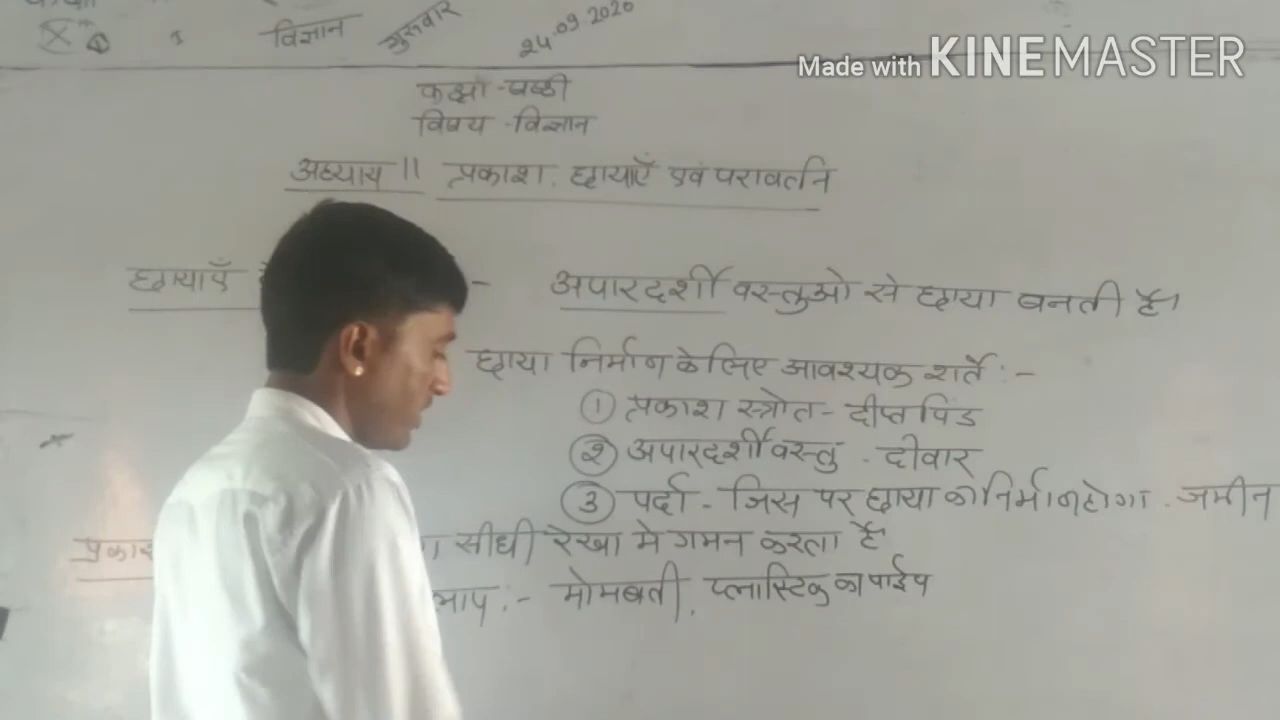 विज्ञान गुरुवार 24.09.2020
Made with KINEMASTER
कक्षा - षष्ठी
विषय - विज्ञान
अध्याय 11 प्रकाश, छायाएँ एवं परावर्तन
छायाएँ - अपारदर्शी वस्तुओ से छाया बनती है।
छाया निर्माण के लिए आवश्यक शर्ते :-
① प्रकाश स्त्रोत - दीप्त पिंड
② अपारदर्शी वस्तु - दीवार
③ पर्दा - जिस पर छाया का निर्माण होगा - जमीन
सीधी रेखा मे गमन करता है
:- मोमबती, प्लास्टिक का पाईप